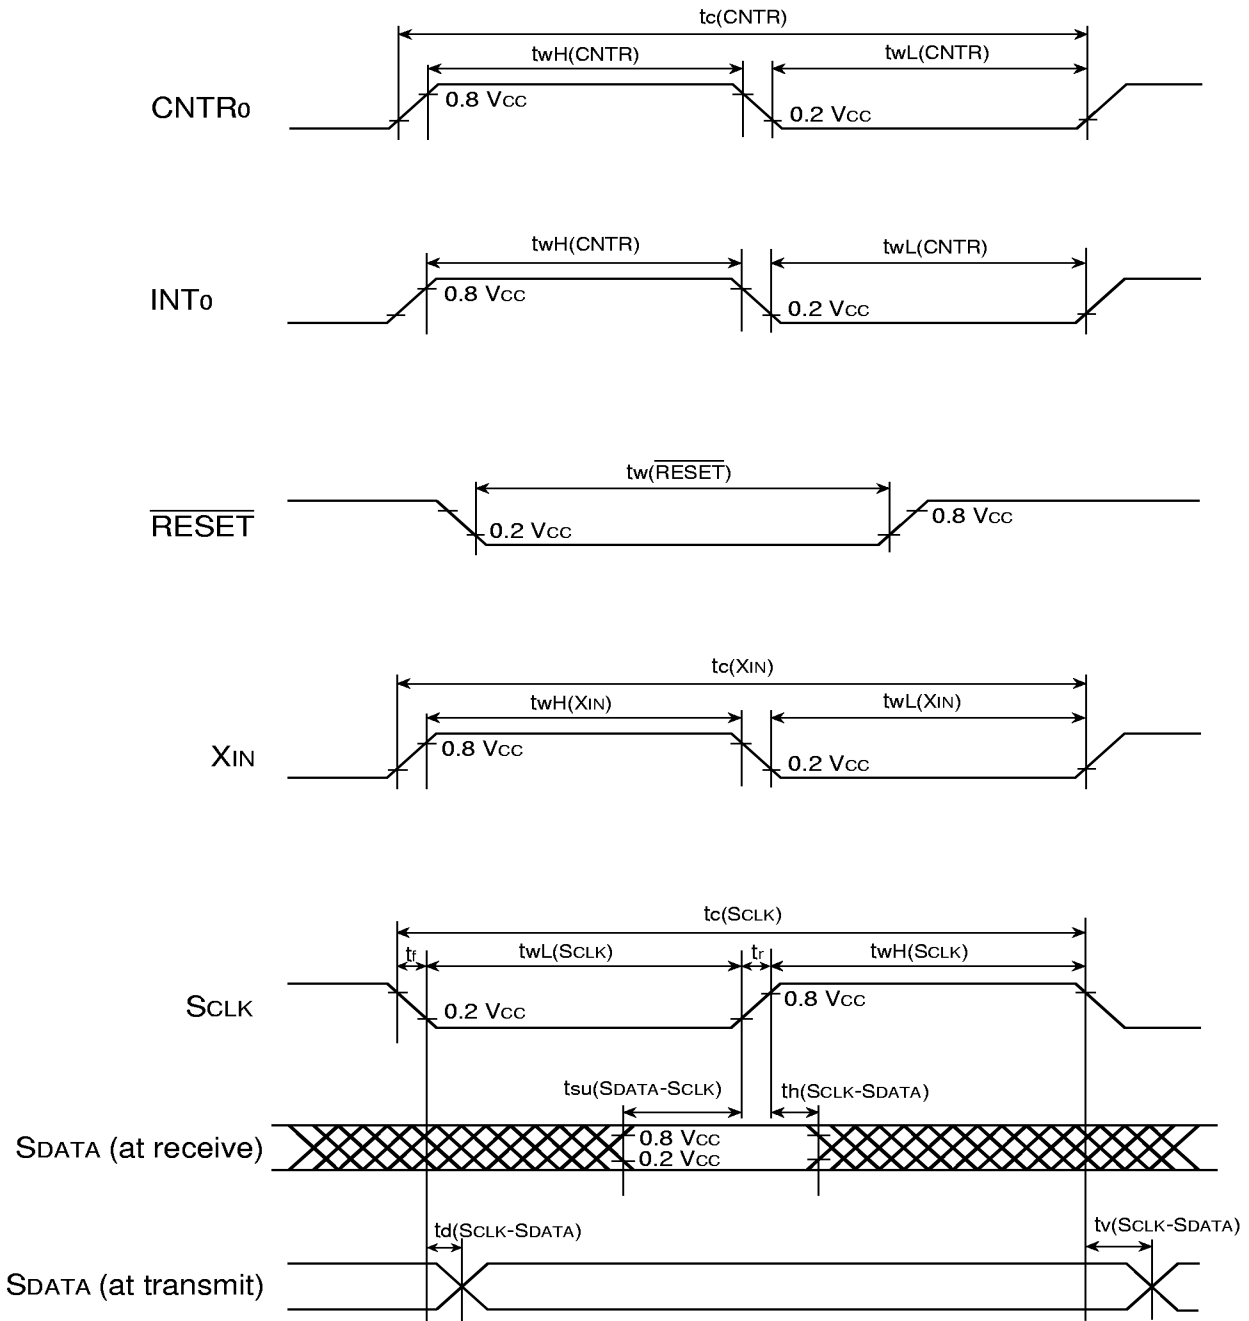 tc(CNTR)
twH(CNTR) twL(CNTR)
CNTR0 0.8 VCC 0.2 VCC
twH(CNTR) twL(CNTR)
INT0 0.8 VCC 0.2 VCC
tw(RESET)
RESET 0.2 VCC 0.8 VCC
tc(XIN)
twH(XIN) twL(XIN)
XIN 0.8 VCC 0.2 VCC
tc(SCLK)
tf twL(SCLK) tr twH(SCLK)
SCLK 0.2 VCC 0.8 VCC
tsu(SDATA-SCLK) th(SCLK-SDATA)
SDATA (at receive) 0.8 VCC
0.2 VCC
td(SCLK-SDATA) tv(SCLK-SDATA)
SDATA (at transmit)